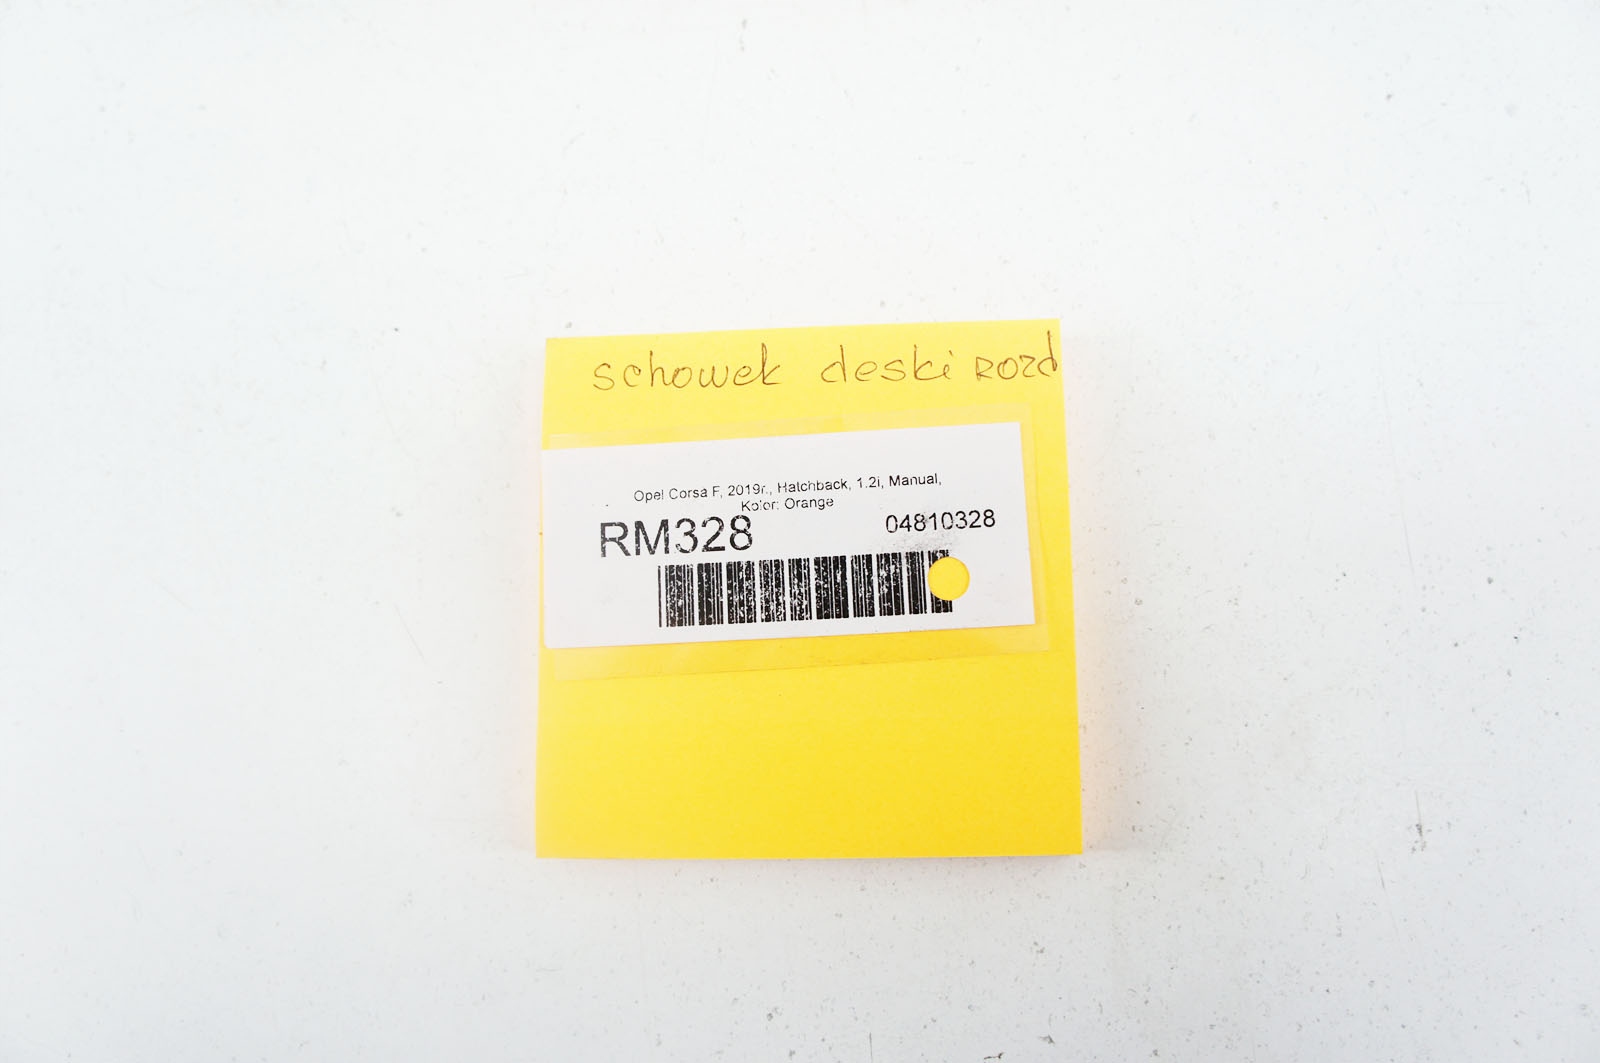 schowek deski rozd
Opel Corsa F, 2019r., Hatchback, 1.2i, Manual,
Kolor: Orange
RM328
04810328